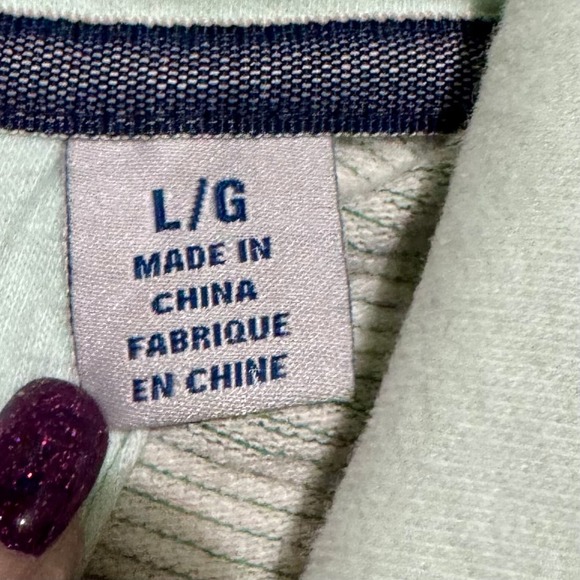 L/G
MADE IN
CHINA
FABRIQUE
EN CHINE